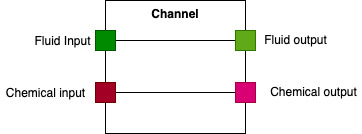 Channel
Fluid Input
Fluid output
Chemical input
Chemical output